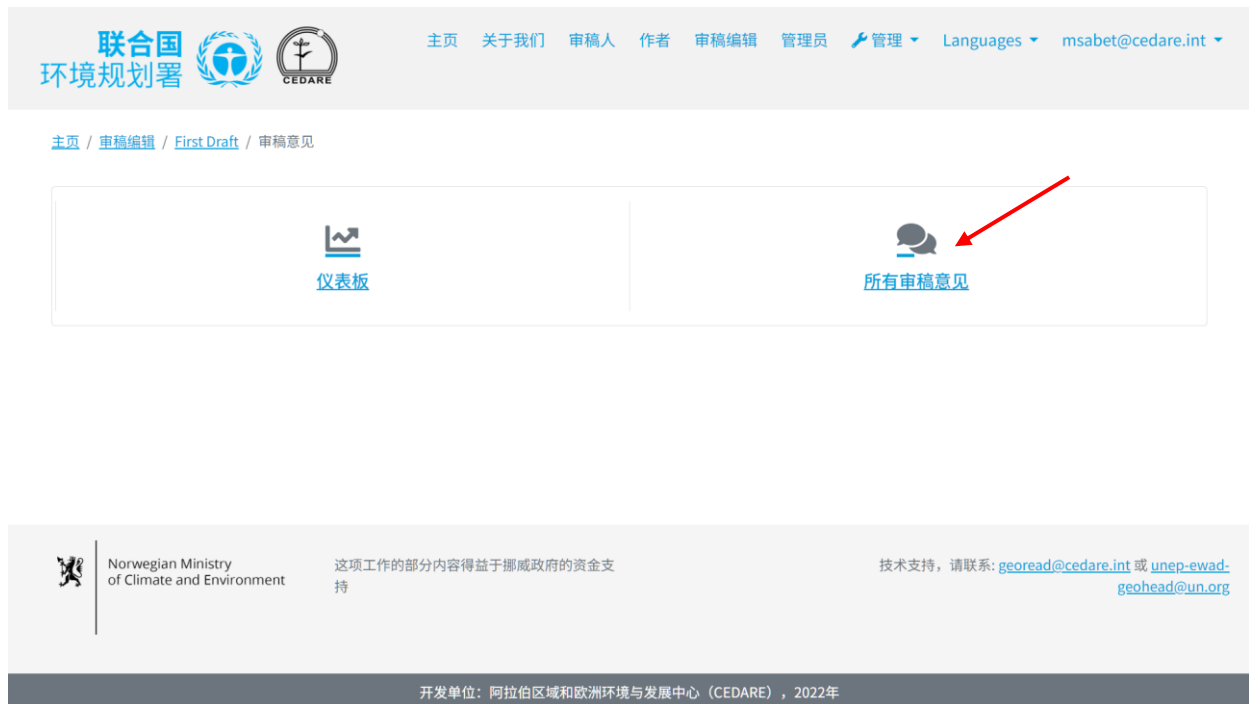 联合国
环境规划署
CEDARE
主页 关于我们 审稿人 作者 审稿编辑 管理员 管理 Languages msabet@cedare.int
主页 / 审稿编辑 / First Draft / 审稿意见
仪表板
所有审稿意见
Norwegian Ministry
of Climate and Environment
这项工作的部分内容得益于挪威政府的资金支
持
技术支持，请联系: georead@cedare.int 或 unep-ewad-
geohead@un.org
开发单位：阿拉伯区域和欧洲环境与发展中心（CEDARE），2022年